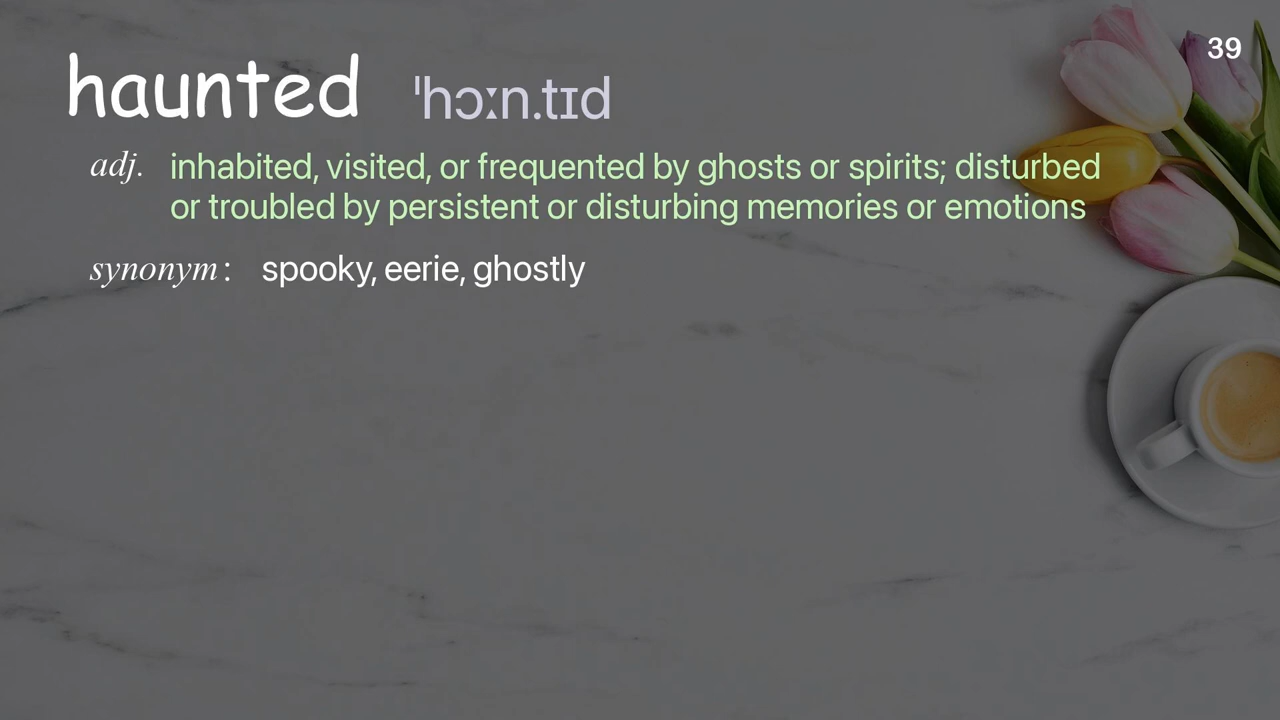 39
haunted ˈhɔːn.tɪd
adj. inhabited, visited, or frequented by ghosts or spirits; disturbed
or troubled by persistent or disturbing memories or emotions
synonym: spooky, eerie, ghostly